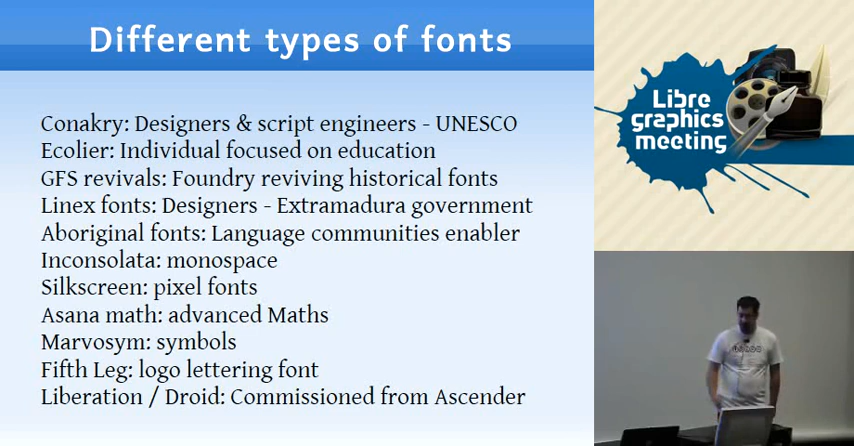 Different types of fonts
Conakry: Designers & script engineers - UNESCO
Ecolier: Individual focused on education
GFS revivals: Foundry reviving historical fonts
Linex fonts: Designers - Extramadura government
Aboriginal fonts: Language communities enabler
Inconsolata: monospace
Silkscreen: pixel fonts
Asana math: advanced Maths
Marvosym: symbols
Fifth Leg: logo lettering font
Liberation / Droid: Commissioned from Ascender
Libre
graphics
meeting